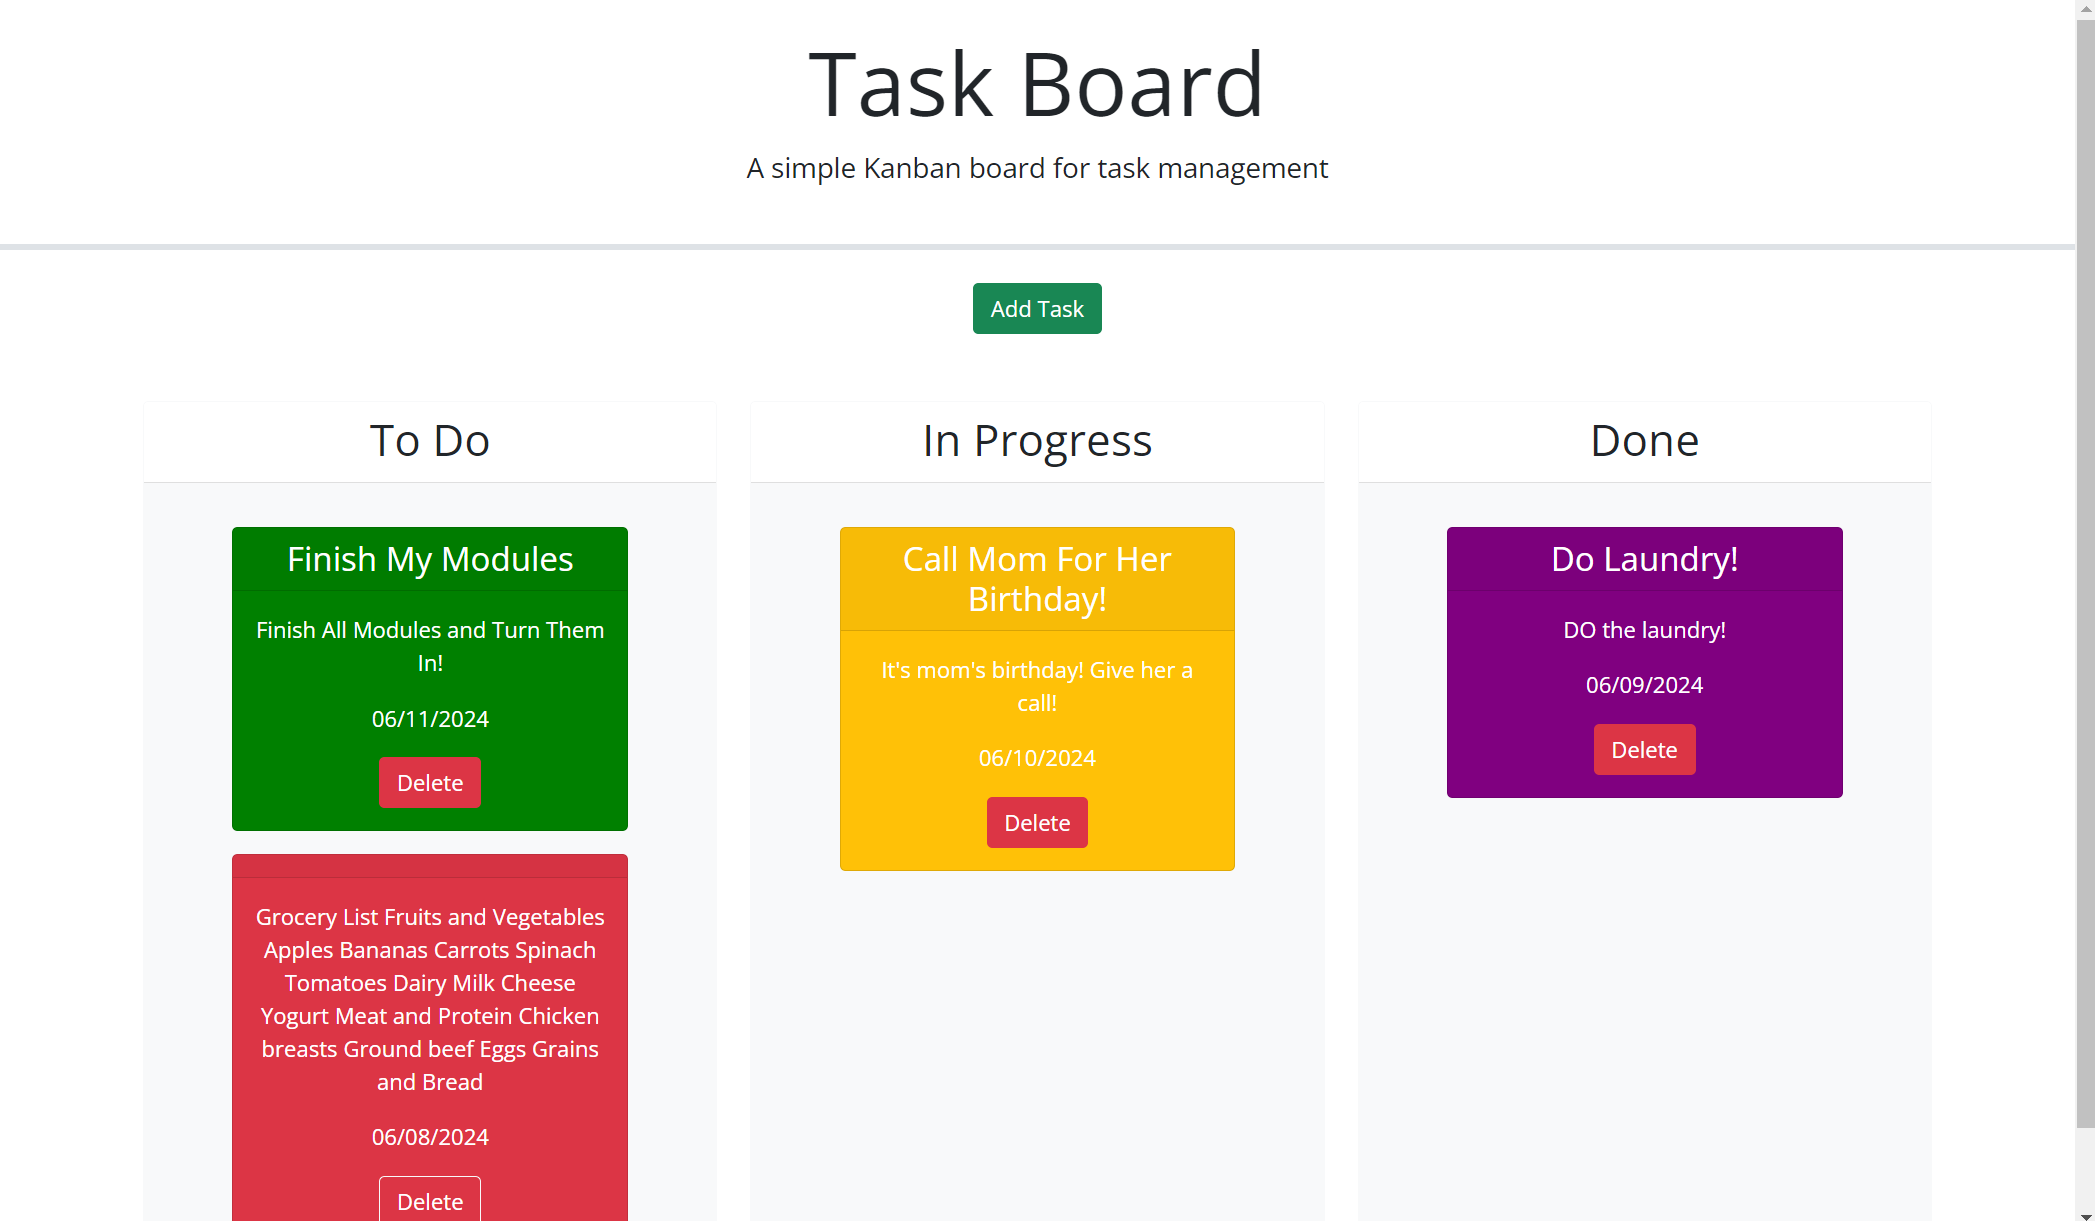 Task Board
A simple Kanban board for task management
Add Task
To Do
Finish My Modules
Finish All Modules and Turn Them
In!
06/11/2024
Delete
Grocery List Fruits and Vegetables
Apples Bananas Carrots Spinach
Tomatoes Dairy Milk Cheese
Yogurt Meat and Protein Chicken
breasts Ground beef Eggs Grains
and Bread
06/08/2024
Delete
In Progress
Call Mom For Her
Birthday!
It's mom's birthday! Give her a
call!
06/10/2024
Delete
Done
Do Laundry!
DO the laundry!
06/09/2024
Delete